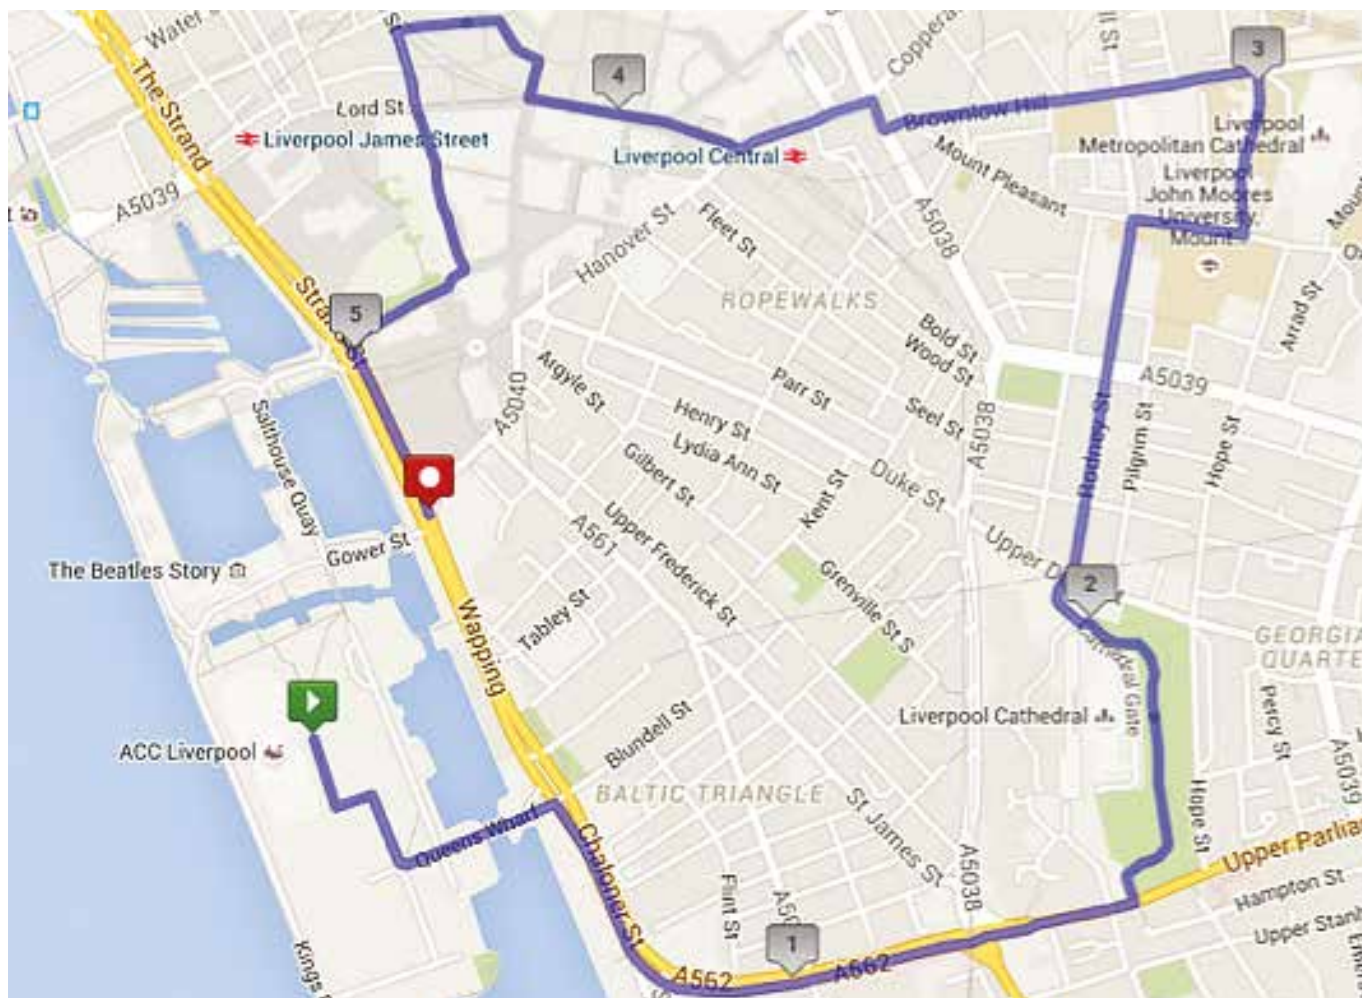 Water
Coppera
The Strand
Lord St
4
3
Brownlow Hill
Liverpool James Street
Liverpool Central
Liverpool
Metropolitan Cathedral
Mount Pleasant
Liverpool
John Moores
University,
Mount
A5039
Hanover St
Fleet St
A5038
ROPEWALKS
5
Bold St
Wood St
Arrad St
Argyle St
Parr St
A5039
A5040
Henry St
Seel St
A5038
Salthouse Quay
Lydia Ann St
Gilbert St
Duke St
Rodney St
Pilgrim St
Hope St
Kent St
A561
Upper Frederick St
Gower St
The Beatles Story
Upper D
2
Grenville St S
Tabley St
Wapping
GEORGIA
QUARTE
Cathedral Gate
Liverpool Cathedral
Percy St
ACC Liverpool
Blundell St
BALTIC TRIANGLE
A5039
Queens Wharf
Chaloner St
St James St
Hope St
Upper Parlia
Flint St
A5038
Hampton St
Upper Stanh
1
A562
A562
Kings